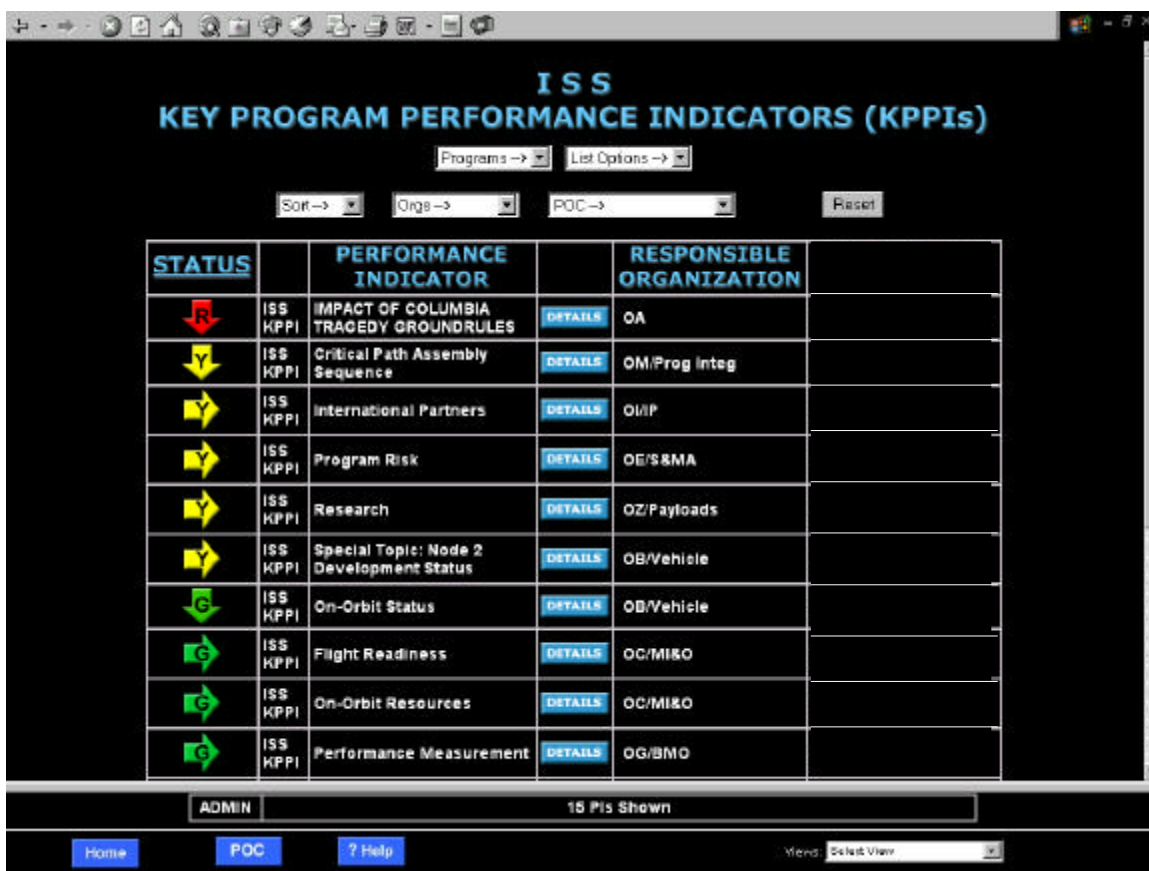 I S S
KEY PROGRAM PERFORMANCE INDICATORS (KPPIs)
Programs --> List Options -->
Sort --> Orgs --> POC --> Reset
STATUS PERFORMANCE INDICATOR RESPONSIBLE ORGANIZATION
R ISS KPPI IMPACT OF COLUMBIA TRAGEDY GROUNDRULES DETAILS OA
Y ISS KPPI Critical Path Assembly Sequence DETAILS OM/Prog Integ
Y ISS KPPI International Partners DETAILS OI/IP
Y ISS KPPI Program Risk DETAILS OE/S&MA
Y ISS KPPI Research DETAILS OZ/Payloads
Y ISS KPPI Special Topic: Node 2 Development Status DETAILS OB/Vehicle
G ISS KPPI On-Orbit Status DETAILS OB/Vehicle
G ISS KPPI Flight Readiness DETAILS OC/MI&O
G ISS KPPI On-Orbit Resources DETAILS OC/MI&O
G ISS KPPI Performance Measurement DETAILS OG/BMO
ADMIN 15 PIs Shown
Home POC ? Help Views: Select View